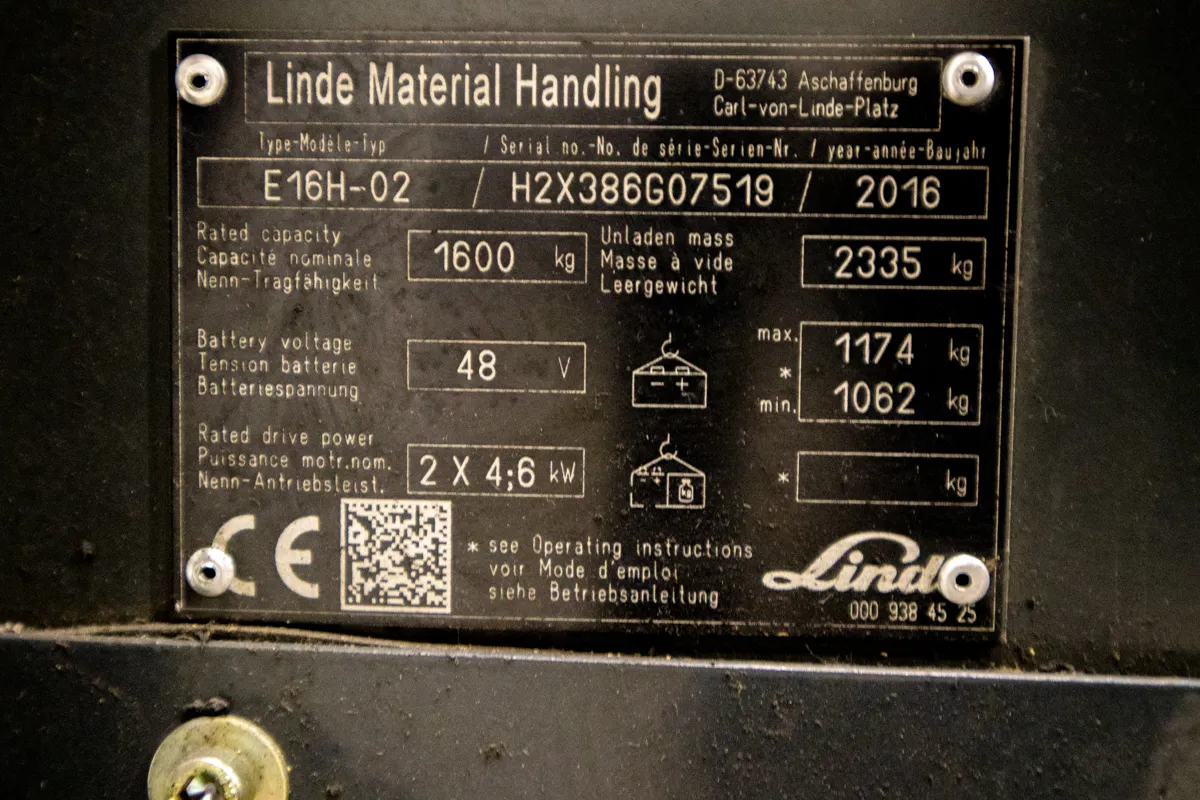 Linde Material Handling
D-63743 Aschaffenburg
Carl-von-Linde-Platz
Type-Modèle-Typ / Serial no.-No. de série-Serien-Nr. / year-année-Baujahr
E16H-02 / H2X386G07519 / 2016
Rated capacity
Capacité nominale
Nenn-Tragfähigkeit
1600 kg
Unladen mass
Masse à vide
Leergewicht
2335 kg
Battery voltage
Tension batterie
Batteriespannung
48 V
- +
max. 1174 kg
*
min. 1062 kg
Rated drive power
Puissance motr.nom.
Nenn-Antriebsleist.
2 X 4;6 kW
- +
kg
* kg
CE
* see Operating instructions
voir Mode d'emploi
siehe Betriebsanleitung
Linde
000 938 45 25